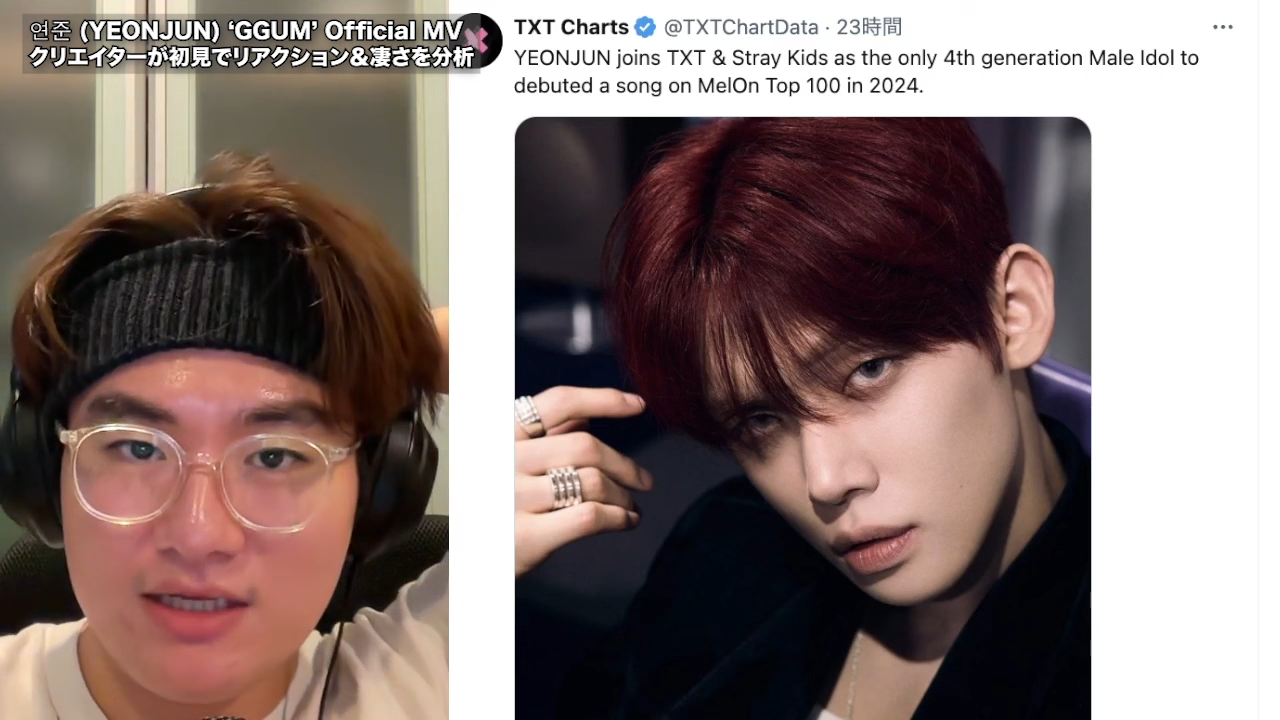 연준 (YEONJUN) ‘GGUM’ Official MV
クリエイターが初見でリアクション&凄さを分析
TXT Charts @TXTChartData · 23時間
YEONJUN joins TXT & Stray Kids as the only 4th generation Male Idol to
debuted a song on MelOn Top 100 in 2024.